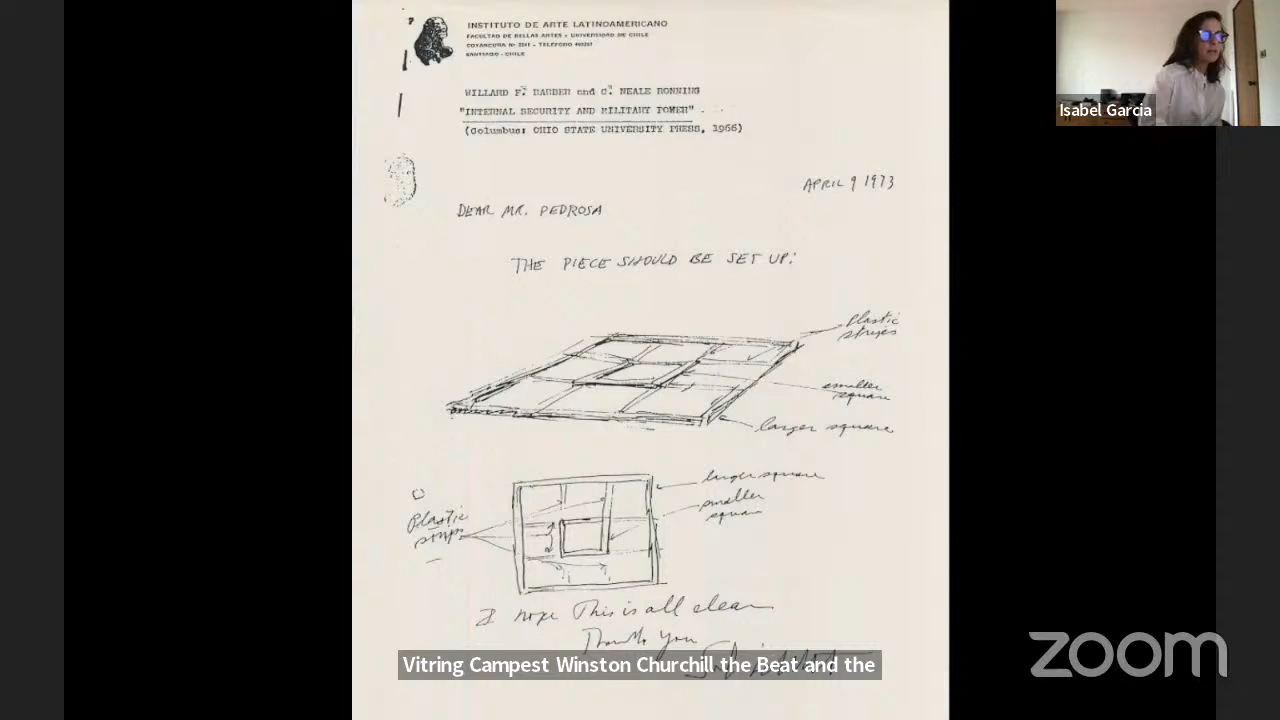 INSTITUTO DE ARTE LATINOAMERICANO
FACULTAD DE BELLAS ARTES - UNIVERSIDAD DE CHILE
SANTIAGO - CHILE
WILLARD F. BARBER and C. NEALE RONNING
"INTERNAL SECURITY AND MILITARY POWER"
(Columbus: OHIO STATE UNIVERSITY PRESS, 1966)
APRIL 9 1973
DEAR MR. PEDROSA
THE PIECE SHOULD BE SET UP:
Plastic
strips
smaller
square
larger square
larger square
smaller
square
Plastic
strips
I hope This is all clear
Thank you
Isabel Garcia
Vitring Campest Winston Churchill the Beat and the
zoom